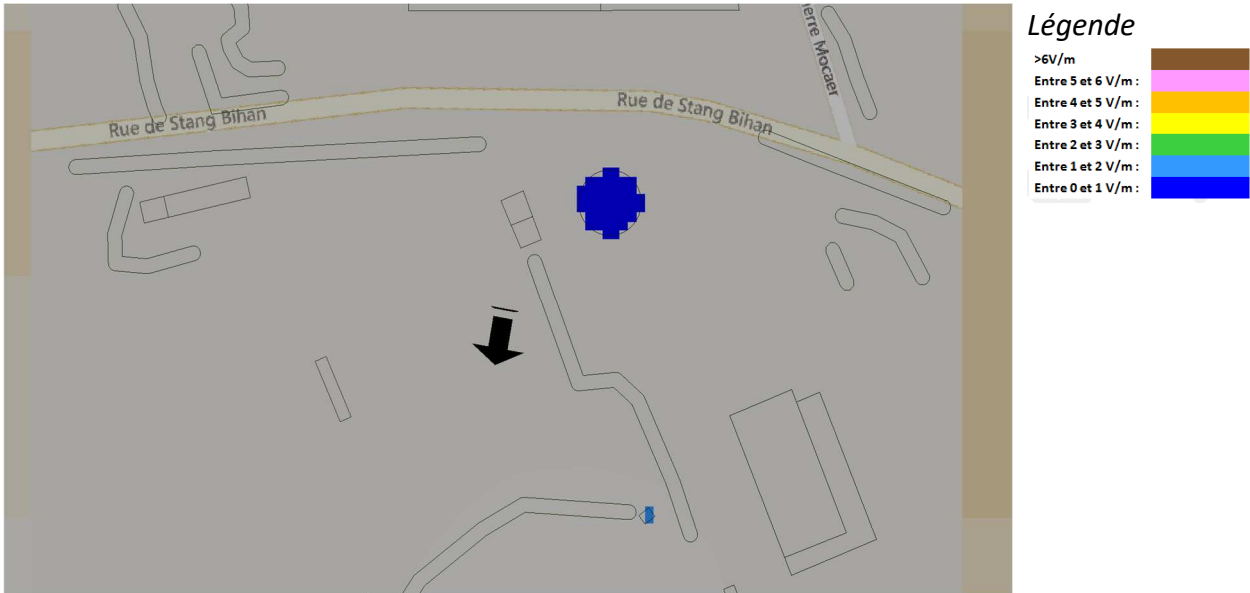 Légende
>6V/m
Entre 5 et 6 V/m :
Entre 4 et 5 V/m :
Entre 3 et 4 V/m :
Entre 2 et 3 V/m :
Entre 1 et 2 V/m :
Entre 0 et 1 V/m :
Mocaer
Rue de Stang Bihan
Rue de Stang Bihan